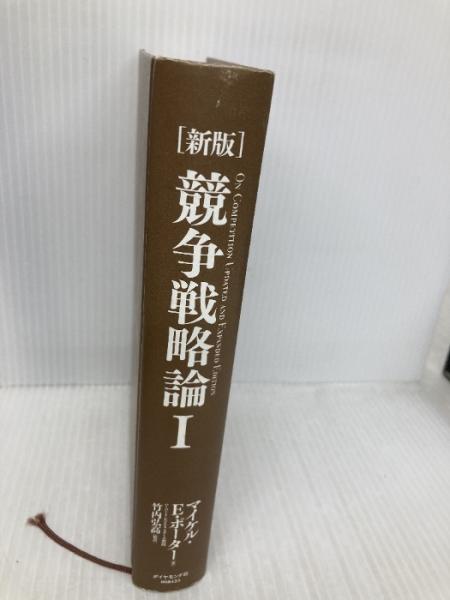 [新版]
競争戦略論 I
ON COMPETITION UPDATED AND EXPANDED EDITION
マイケル・
E・ポーター 著
竹内弘高
ダイヤモンド社